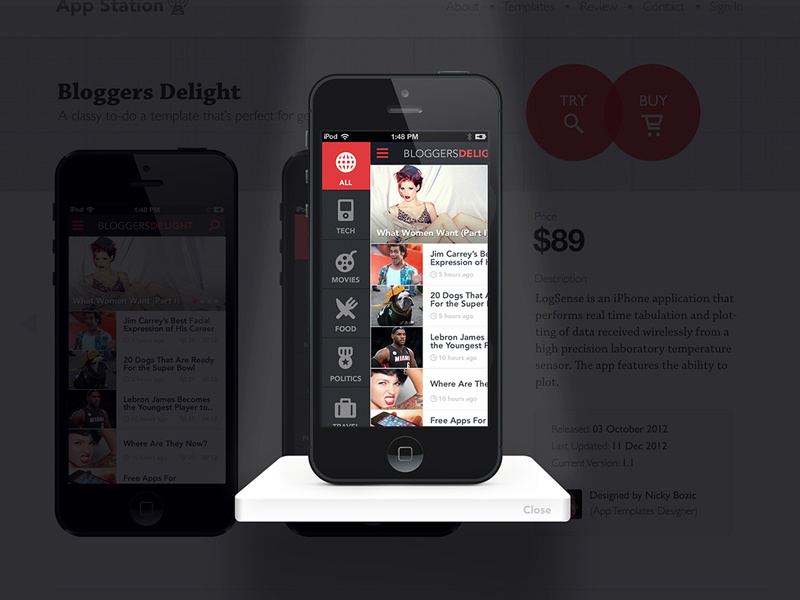 App Station
About • Templates • Review • Contact • Sign In
Bloggers Delight
A classy to-do a template that's perfect for go
TRY
BUY
iPod
1:48 PM
BLOGGERSDELIGHT
What Women Want (Part I)
Jim Carrey's Best Facial
Expression of His Career
20 Dogs That Are Ready
For the Super Bowl
Lebron James Becomes
the Youngest Player to..
Where Are They Now?
Free Apps For
iPod
1:48 PM
BLOGGERSDELIG
ALL
TECH
MOVIES
FOOD
POLITICS
TRAVEL
What Women Want (Part I
Jim Carrey's Be
Expression of H
5 hours ago
20 Dogs That A
For the Super B
5 hours ago
Lebron James
the Youngest P
10 hours ago
Where Are The
10 hours ago
Free Apps For
Close
Price
$89
Description
LogSense is an iPhone application that
performs real time tabulation and plot-
ting of data received wirelessly from a
high precision laboratory temperature
sensor. The app features the ability to
plot.
Released: 03 October 2012
Last Updated: 11 Dec 2012
Current Version: 1.1
Designed by Nicky Bozic
(App Templates Designer)